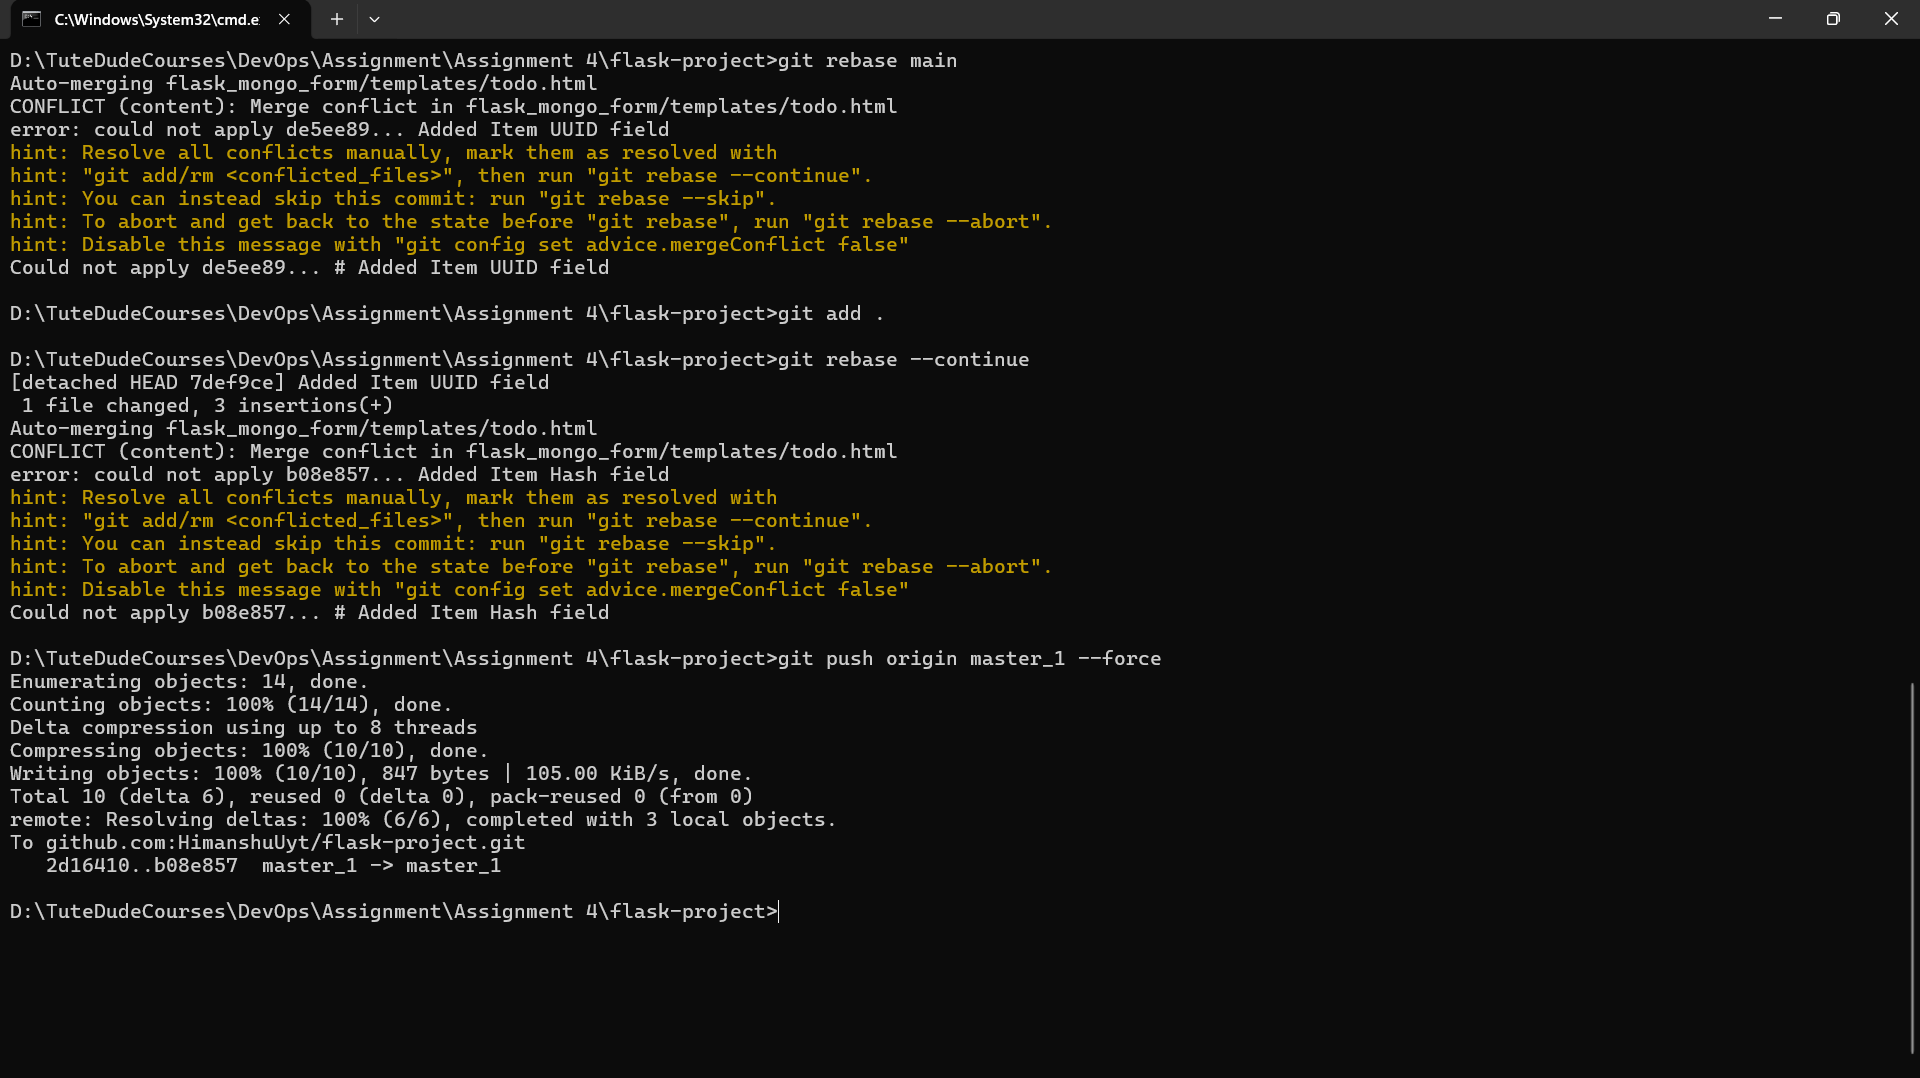 C:\Windows\System32\cmd.e
D:\TuteDudeCourses\DevOps\Assignment\Assignment 4\flask-project>git rebase main
Auto-merging flask_mongo_form/templates/todo.html
CONFLICT (content): Merge conflict in flask_mongo_form/templates/todo.html
error: could not apply de5ee89... Added Item UUID field
hint: Resolve all conflicts manually, mark them as resolved with
hint: "git add/rm <conflicted_files>", then run "git rebase --continue".
hint: You can instead skip this commit: run "git rebase --skip".
hint: To abort and get back to the state before "git rebase", run "git rebase --abort".
hint: Disable this message with "git config set advice.mergeConflict false"
Could not apply de5ee89... # Added Item UUID field
D:\TuteDudeCourses\DevOps\Assignment\Assignment 4\flask-project>git add .
D:\TuteDudeCourses\DevOps\Assignment\Assignment 4\flask-project>git rebase --continue
[detached HEAD 7def9ce] Added Item UUID field
 1 file changed, 3 insertions(+)
Auto-merging flask_mongo_form/templates/todo.html
CONFLICT (content): Merge conflict in flask_mongo_form/templates/todo.html
error: could not apply b08e857... Added Item Hash field
hint: Resolve all conflicts manually, mark them as resolved with
hint: "git add/rm <conflicted_files>", then run "git rebase --continue".
hint: You can instead skip this commit: run "git rebase --skip".
hint: To abort and get back to the state before "git rebase", run "git rebase --abort".
hint: Disable this message with "git config set advice.mergeConflict false"
Could not apply b08e857... # Added Item Hash field
D:\TuteDudeCourses\DevOps\Assignment\Assignment 4\flask-project>git push origin master_1 --force
Enumerating objects: 14, done.
Counting objects: 100% (14/14), done.
Delta compression using up to 8 threads
Compressing objects: 100% (10/10), done.
Writing objects: 100% (10/10), 847 bytes | 105.00 KiB/s, done.
Total 10 (delta 6), reused 0 (delta 0), pack-reused 0 (from 0)
remote: Resolving deltas: 100% (6/6), completed with 3 local objects.
To github.com:HimanshuUyt/flask-project.git
   2d16410..b08e857  master_1 -> master_1
D:\TuteDudeCourses\DevOps\Assignment\Assignment 4\flask-project>